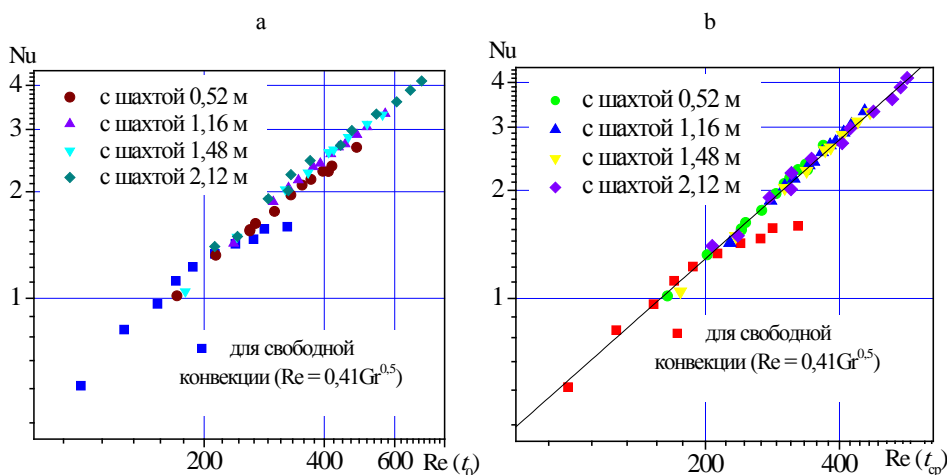 a
Nu
4
3
2
1
с шахтой 0,52 м
с шахтой 1,16 м
с шахтой 1,48 м
с шахтой 2,12 м
для свободной
конвекции (Re = 0,41Gr^0,5)
200
400
600
Re (t₀)
b
Nu
4
3
2
1
с шахтой 0,52 м
с шахтой 1,16 м
с шахтой 1,48 м
с шахтой 2,12 м
для свободной
конвекции (Re = 0,41Gr^0,5)
200
400
Re (t_ср)